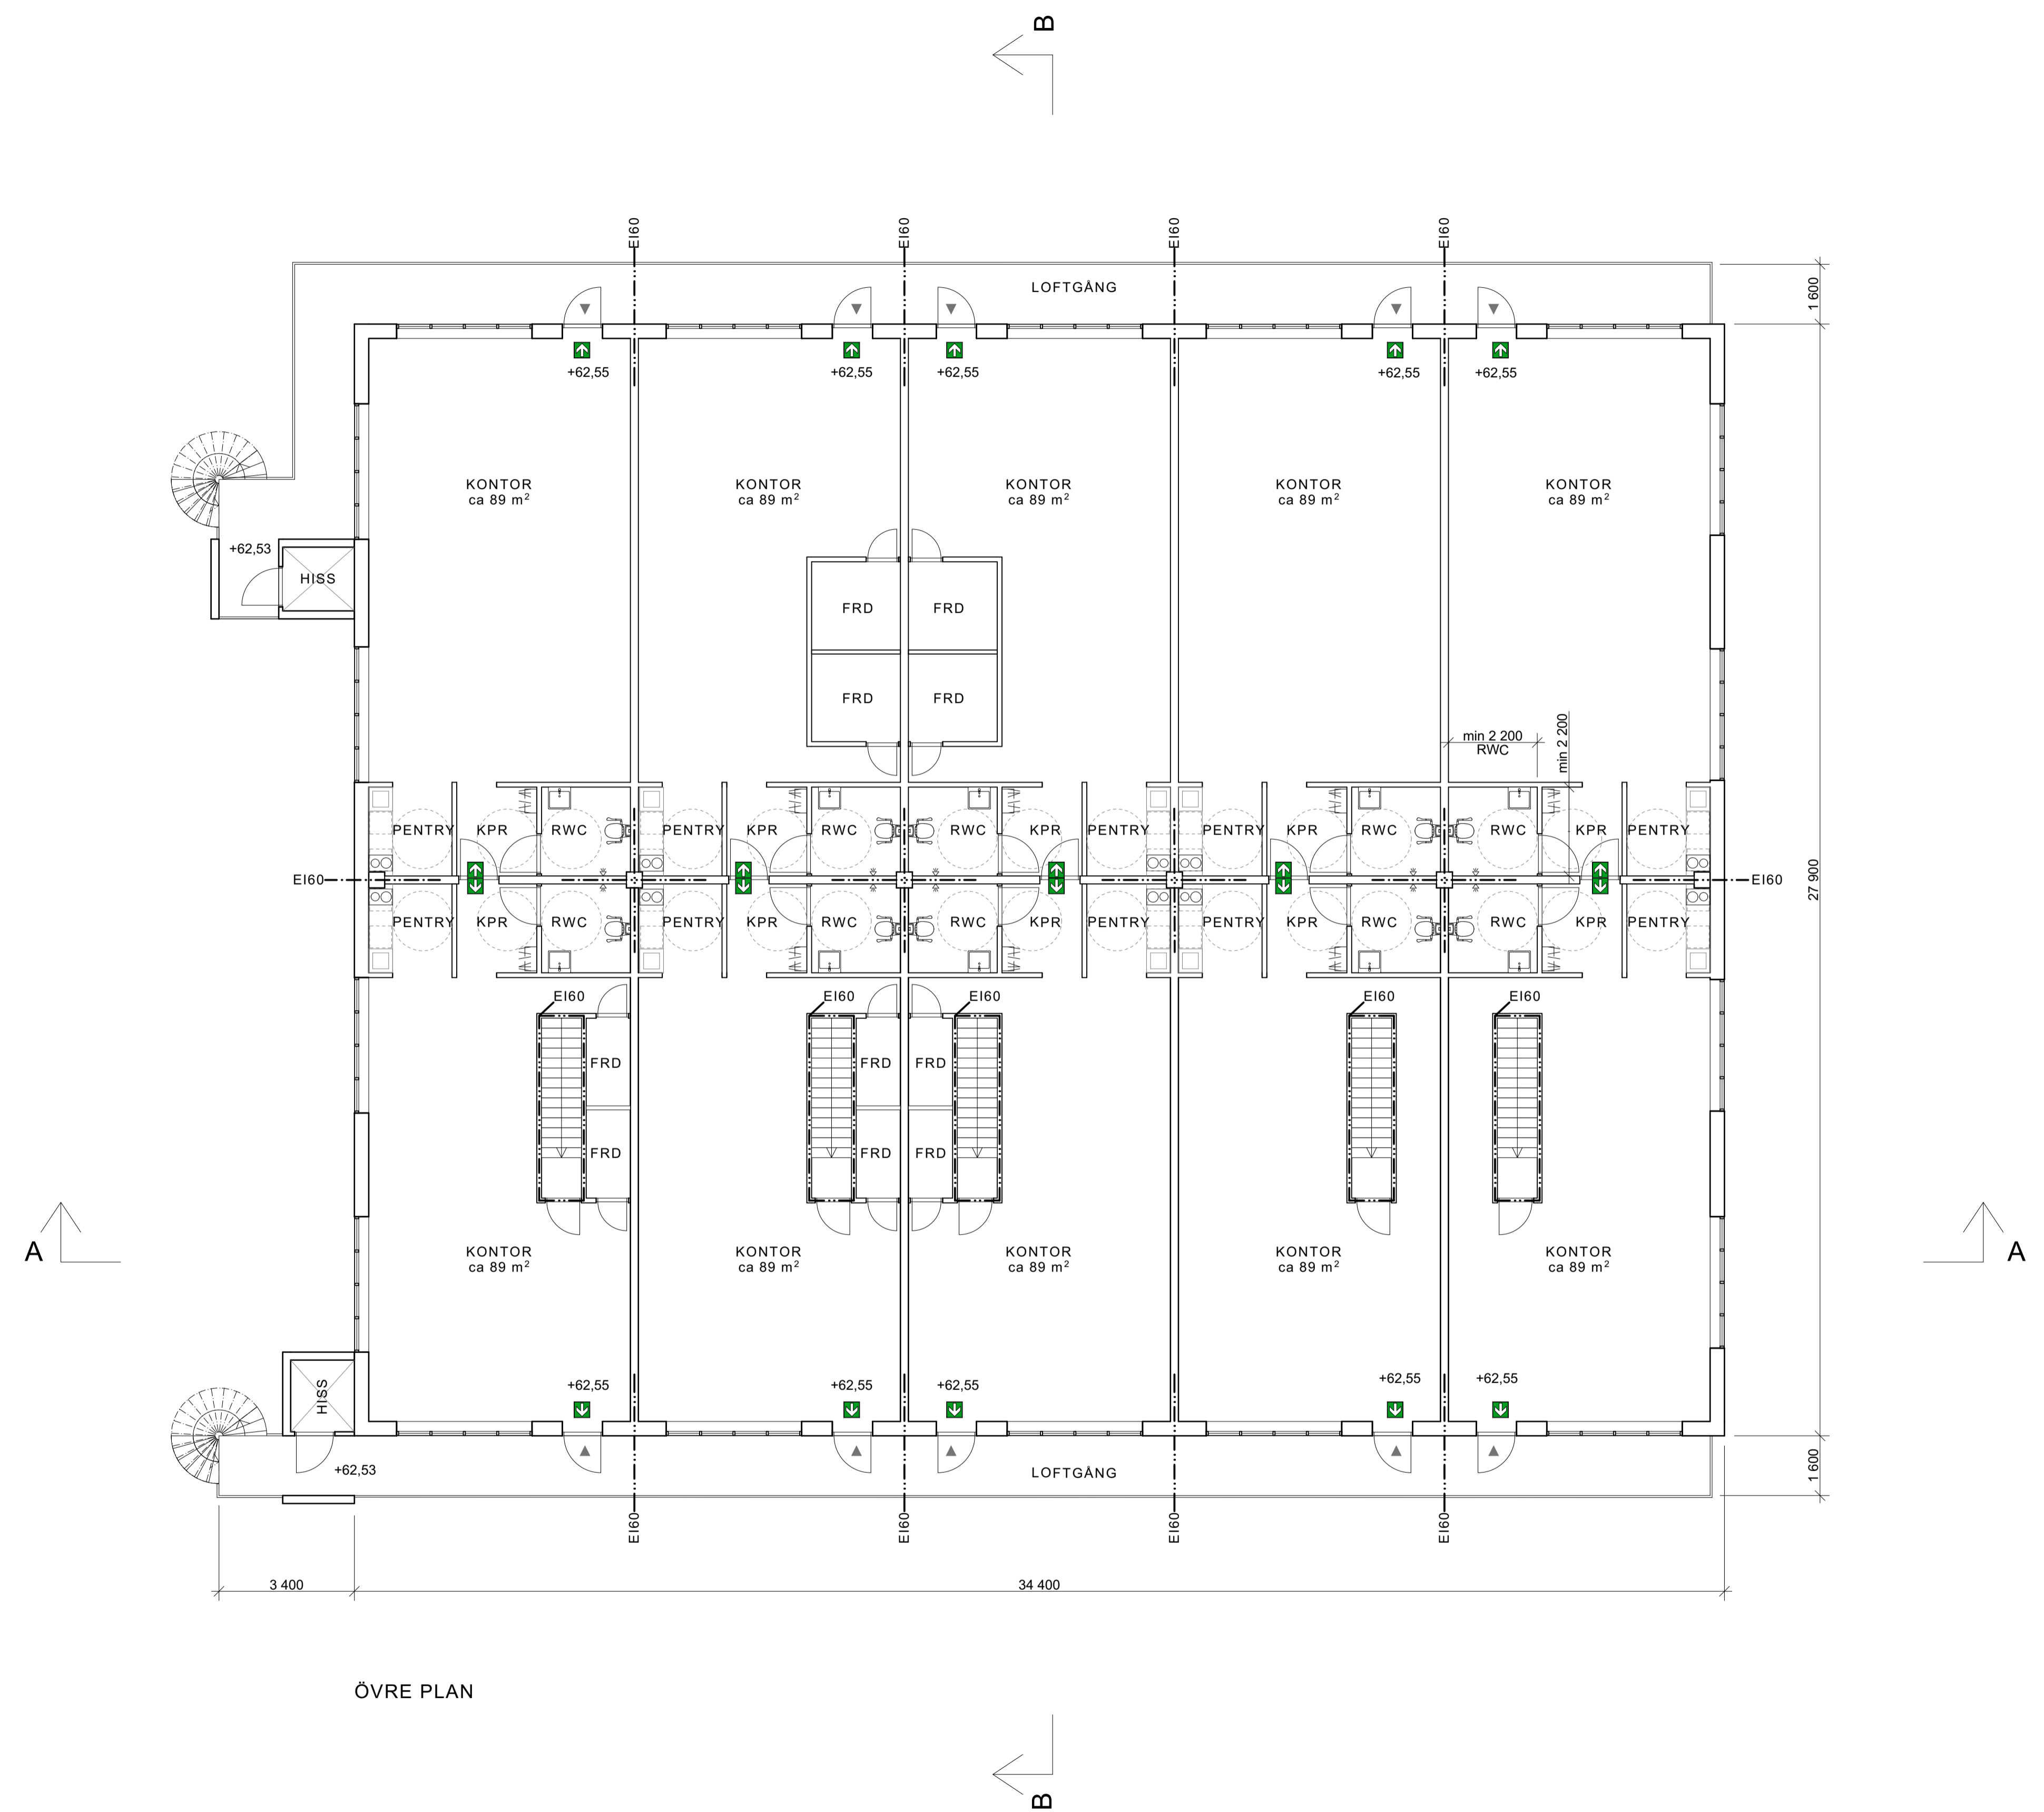 B
EI60 EI60 EI60 EI60
LOFTGÅNG
1 600
+62,55 +62,55 +62,55 +62,55 +62,55
KONTOR KONTOR KONTOR KONTOR KONTOR
ca 89 m² ca 89 m² ca 89 m² ca 89 m² ca 89 m²
+62,53
HISS
FRD FRD
FRD FRD
min 2 200
RWC
min 2 200
PENTRY KPR RWC PENTRY KPR RWC RWC KPR PENTRY PENTRY KPR RWC RWC KPR PENTRY
EI60 EI60
27 900
PENTRY KPR RWC PENTRY KPR RWC RWC KPR PENTRY PENTRY KPR RWC RWC KPR PENTRY
EI60 EI60 EI60 EI60 EI60
FRD FRD FRD
FRD FRD FRD
A A
KONTOR KONTOR KONTOR KONTOR KONTOR
ca 89 m² ca 89 m² ca 89 m² ca 89 m² ca 89 m²
HISS
+62,55 +62,55 +62,55 +62,55 +62,55
+62,53
LOFTGÅNG
1 600
EI60 EI60 EI60 EI60
3 400 34 400
ÖVRE PLAN
B